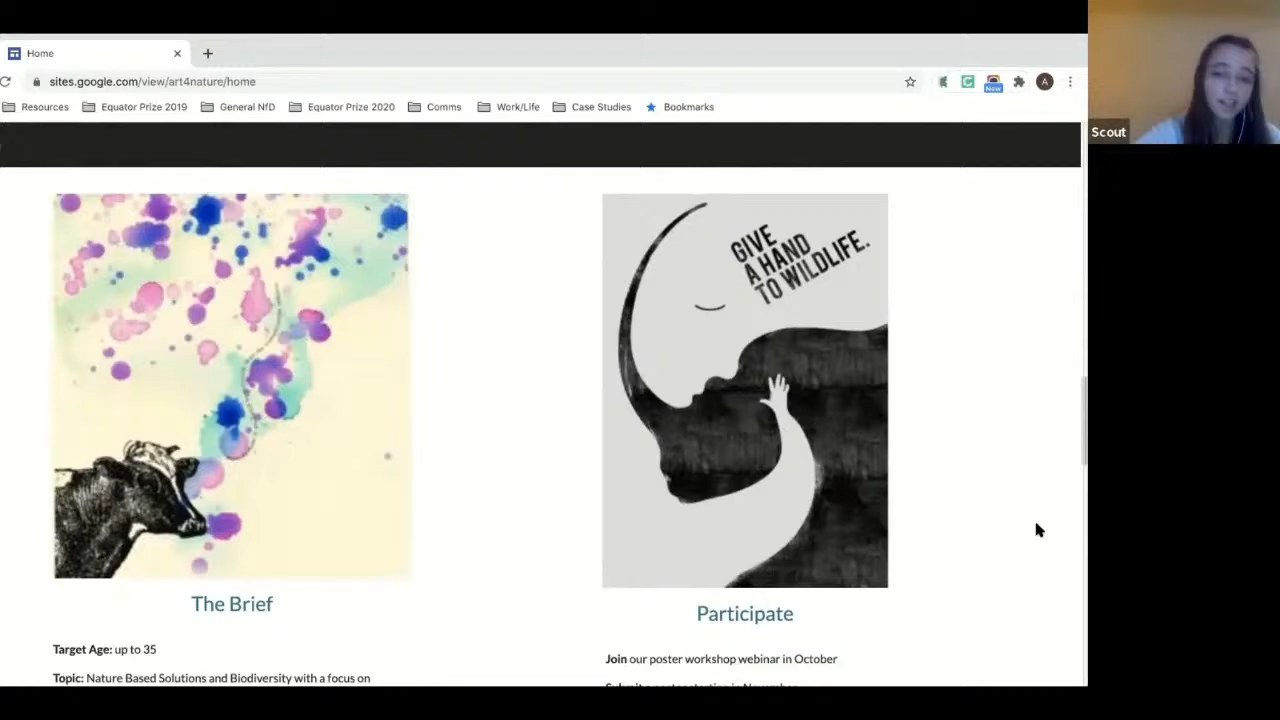 Home
sites.google.com/view/art4nature/home
Now
A
Resources
Equator Prize 2019
General NfD
Equator Prize 2020
Comms
Work/Life
Case Studies
Bookmarks
Scout
GIVE
A HAND
TO WILDLIFE.
The Brief
Participate
Target Age: up to 35
Join our poster workshop webinar in October
Topic: Nature Based Solutions and Biodiversity with a focus on